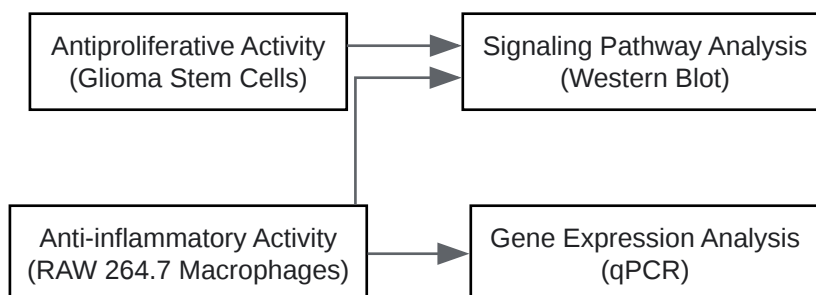 Antiproliferative Activity
(Glioma Stem Cells)
Signaling Pathway Analysis
(Western Blot)
Anti-inflammatory Activity
(RAW 264.7 Macrophages)
Gene Expression Analysis
(qPCR)